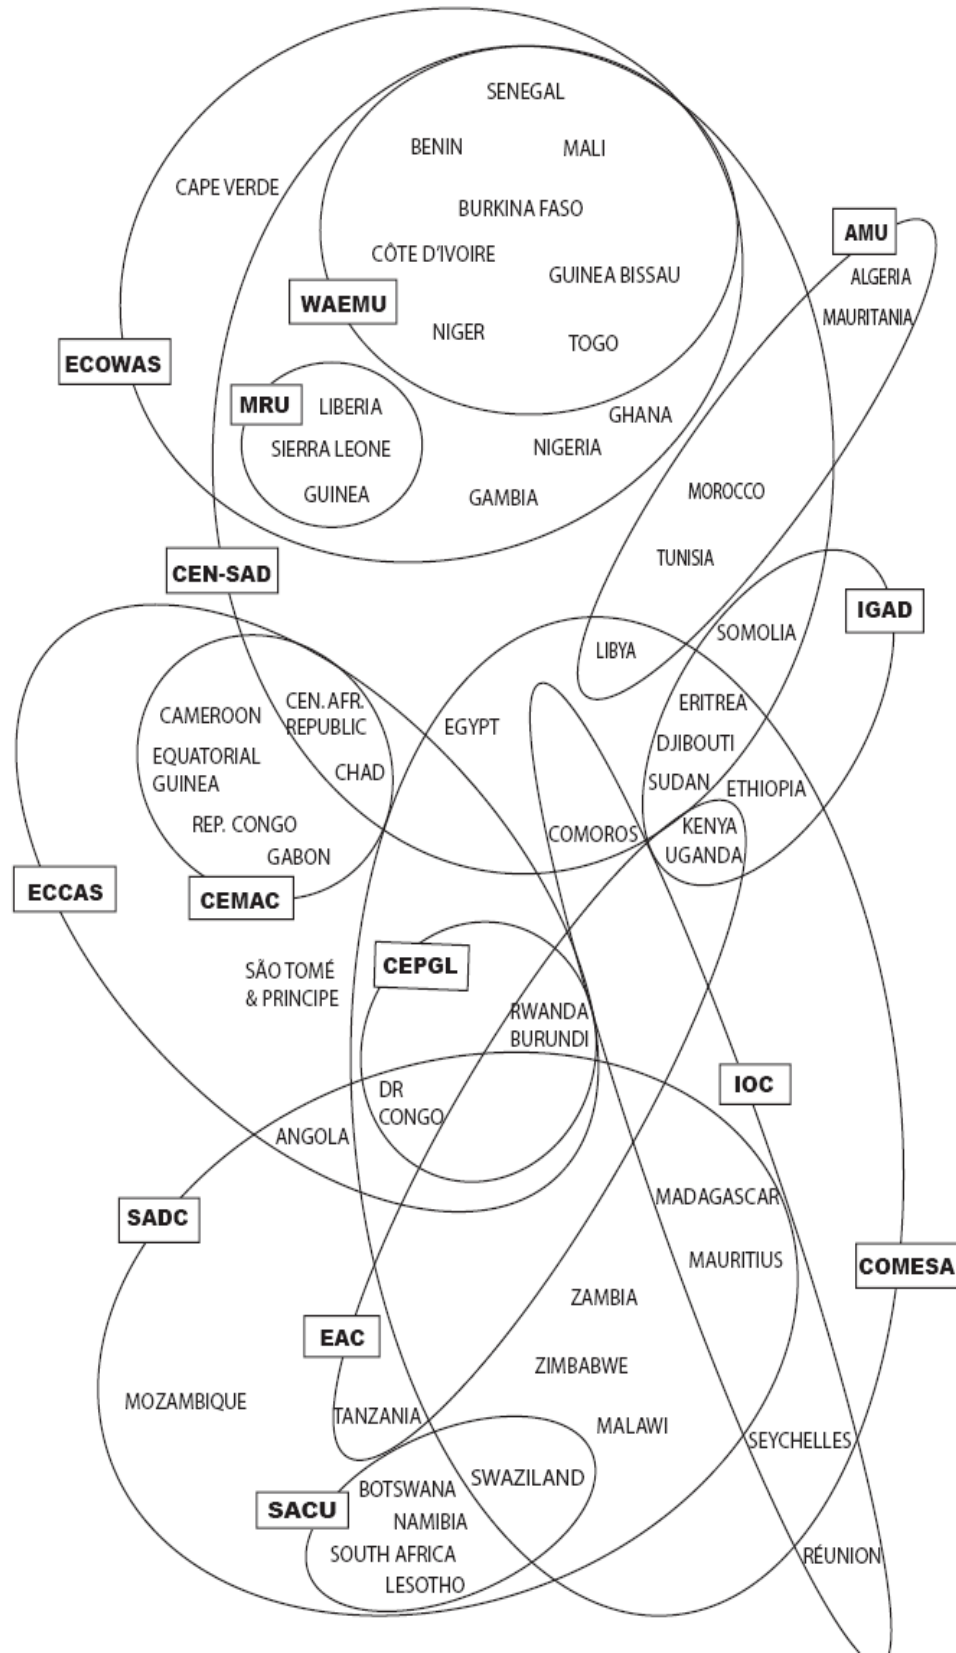 SENEGAL
BENIN
MALI
CAPE VERDE
BURKINA FASO
AMU
CÔTE D'IVOIRE
GUINEA BISSAU
ALGERIA
WAEMU
MAURITANIA
NIGER
TOGO
ECOWAS
MRU
LIBERIA
GHANA
SIERRA LEONE
NIGERIA
GUINEA
GAMBIA
MOROCCO
TUNISIA
CEN-SAD
IGAD
SOMOLIA
LIBYA
CEN. AFR.
REPUBLIC
CAMEROON
EGYPT
ERITREA
DJIBOUTI
EQUATORIAL
GUINEA
CHAD
SUDAN
ETHIOPIA
REP. CONGO
COMOROS
KENYA
UGANDA
GABON
ECCAS
CEMAC
CEPGL
SÃO TOMÉ
& PRINCIPE
RWANDA
BURUNDI
IOC
DR
CONGO
ANGOLA
SADC
MADAGASCAR
MAURITIUS
COMESA
ZAMBIA
EAC
ZIMBABWE
MOZAMBIQUE
TANZANIA
MALAWI
SEYCHELLES
SWAZILAND
BOTSWANA
SACU
NAMIBIA
SOUTH AFRICA
RÉUNION
LESOTHO